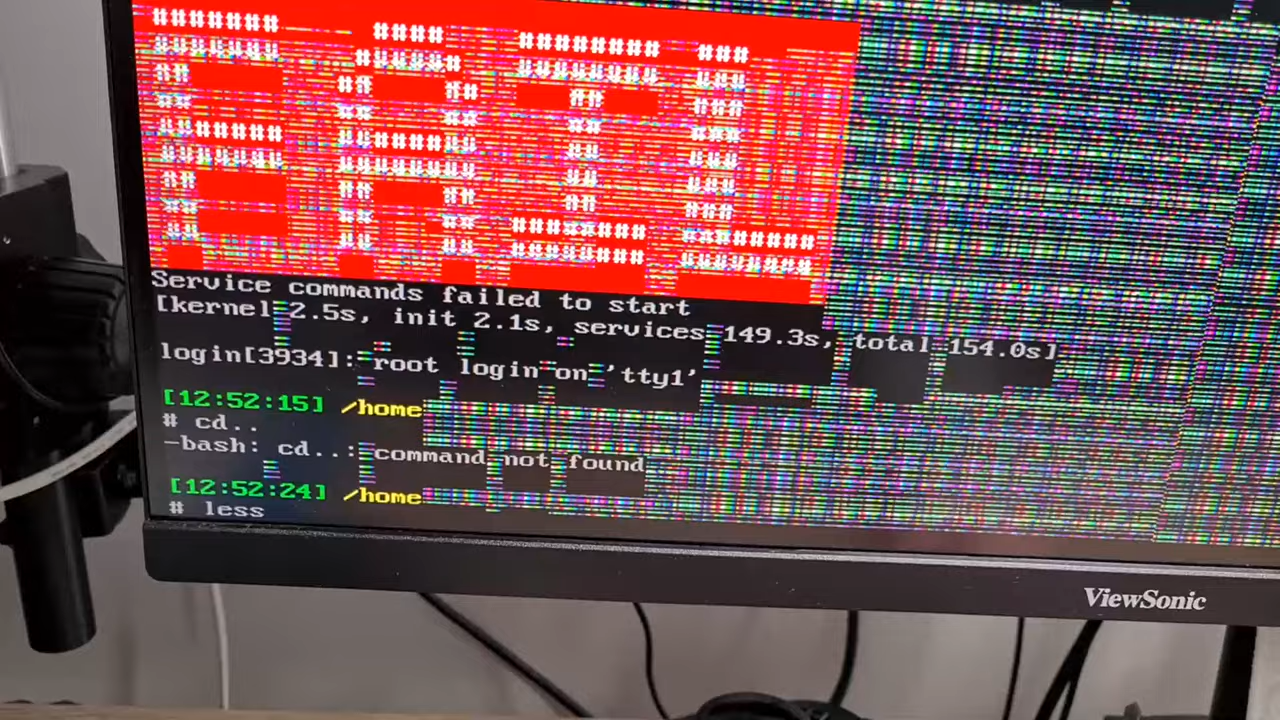 FAIL
Service commands failed to start
[kernel 2.5s, init 2.1s, services 149.3s, total 154.0s]
login[3934]: root login on 'tty1'
[12:52:15] /home
# cd..
-bash: cd..: command not found
[12:52:24] /home
# less
ViewSonic